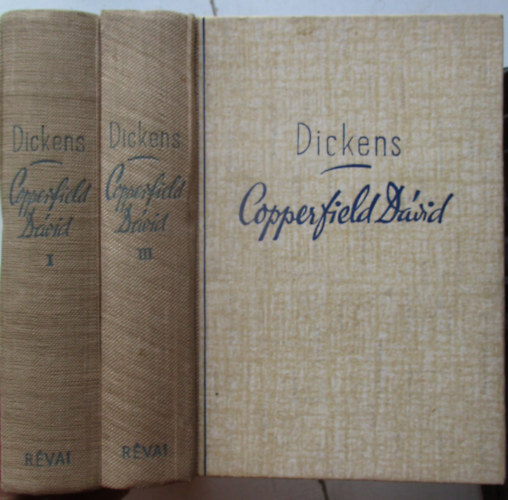 Dickens
Copperfield
Dávid
I
RÉVAI
Dickens
Copperfield
Dávid
III
RÉVAI
Dickens
Copperfield Dávid